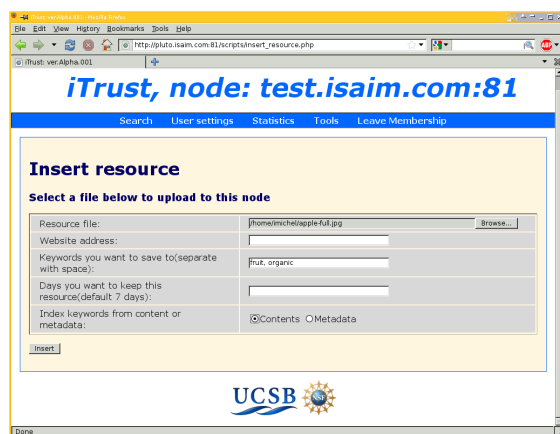 iTrust: ver.Alpha.001 - Mozilla Firefox
File Edit View History Bookmarks Tools Help
http://pluto.isaim.com:81/scripts/insert_resource.php
ABP
iTrust: ver.Alpha.001
iTrust, node: test.isaim.com:81
Search User settings Statistics Tools Leave Membership
Insert resource
Select a file below to upload to this node
Resource file: /home/imichel/apple-full.jpg Browse...
Website address:
Keywords you want to save to(separate
with space): fruit, organic
Days you want to keep this
resource(default 7 days):
Index keywords from content or
metadata: Contents Metadata
Insert
UCSB NSF
Done